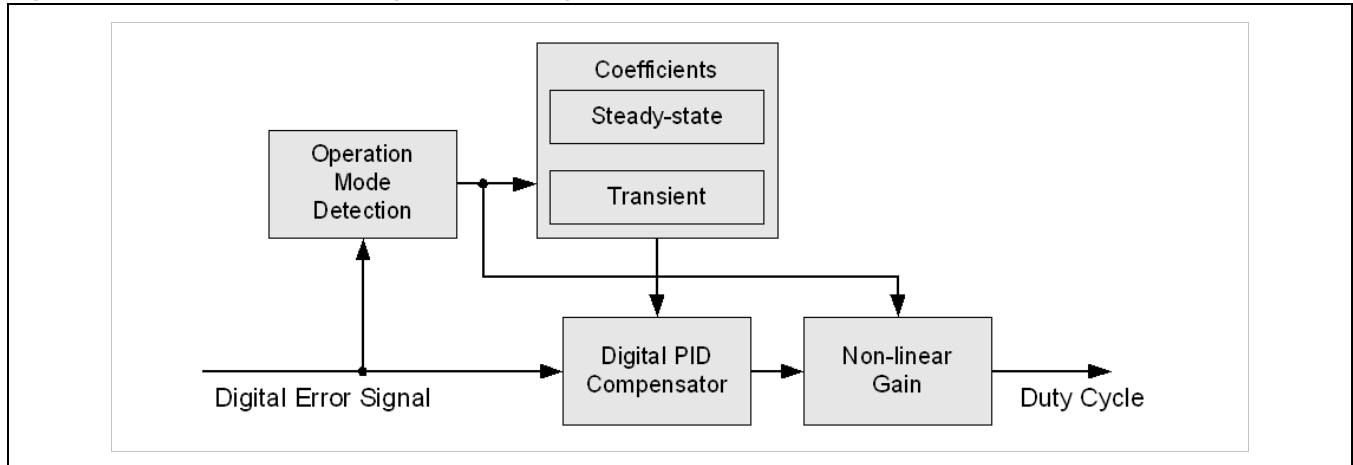 Coefficients
Steady-state
Operation
Mode
Detection
Transient
Digital PID
Compensator
Non-linear
Gain
Digital Error Signal
Duty Cycle